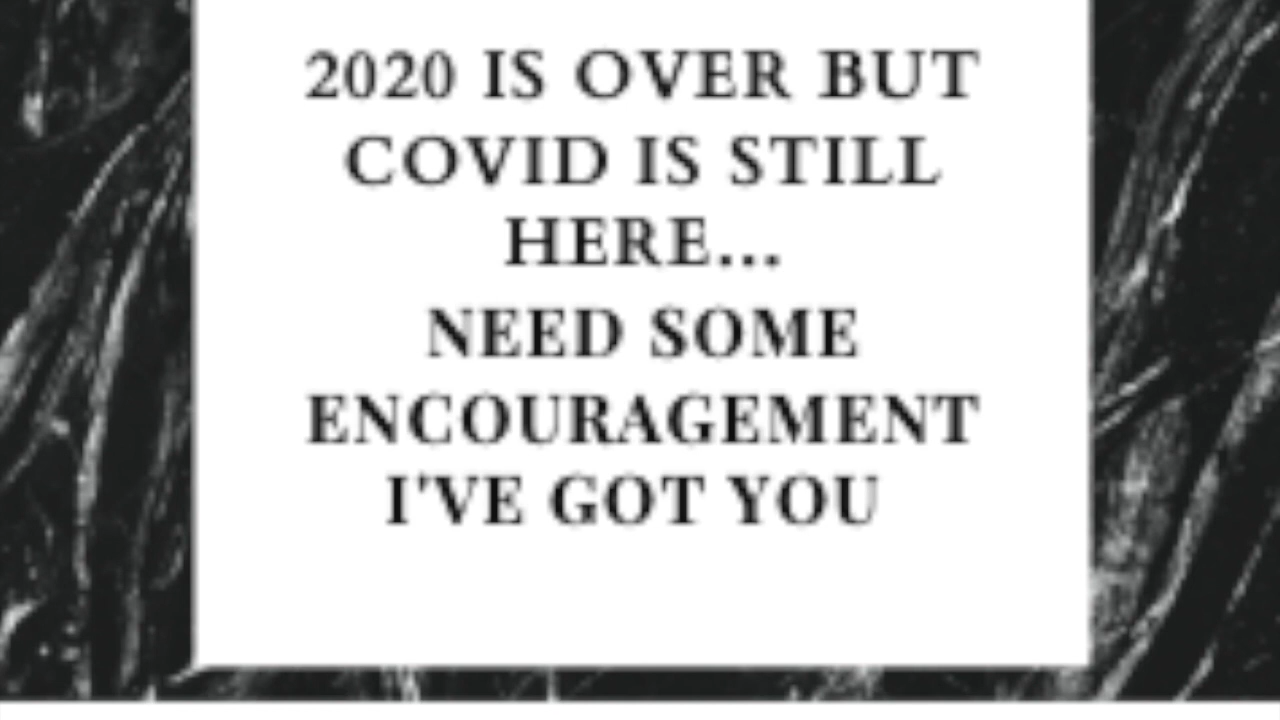 2020 IS OVER BUT
COVID IS STILL
HERE...
NEED SOME
ENCOURAGEMENT
I'VE GOT YOU